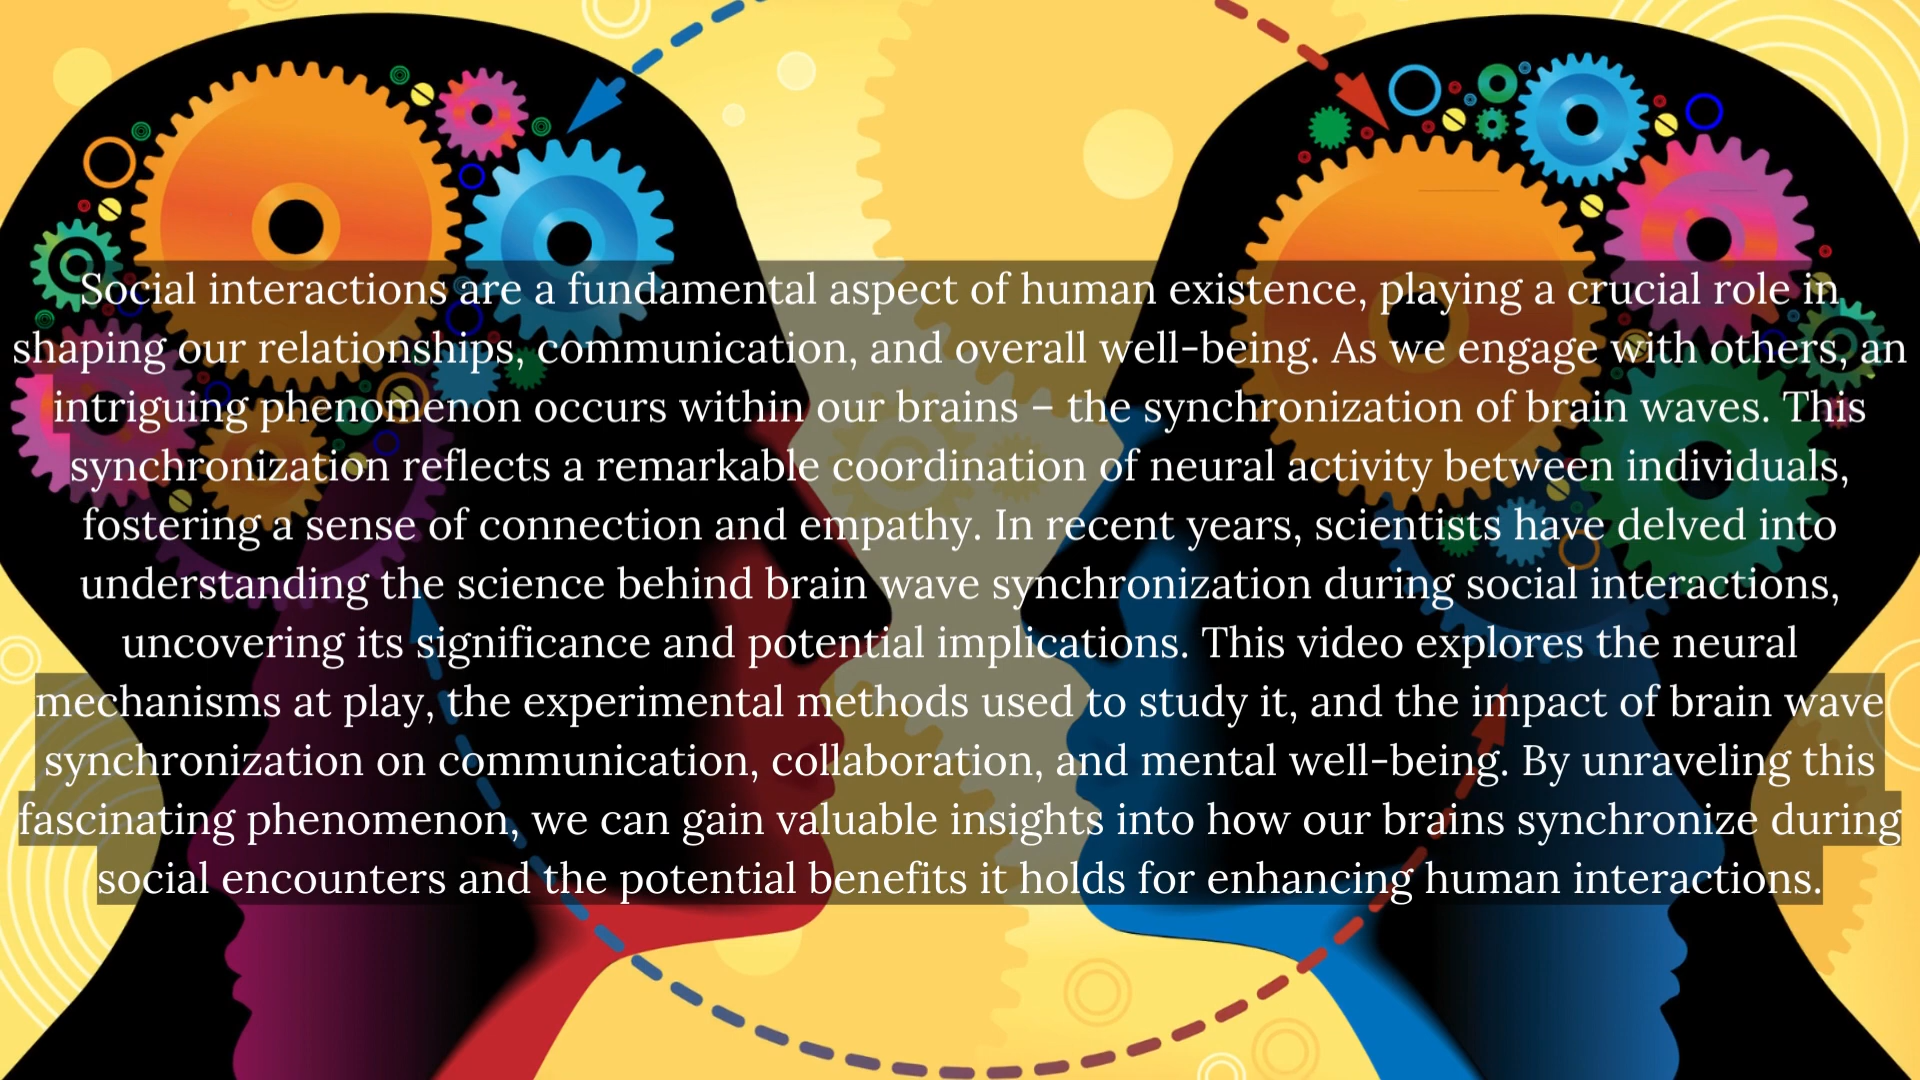 Social interactions are a fundamental aspect of human existence, playing a crucial role in
shaping our relationships, communication, and overall well-being. As we engage with others, an
intriguing phenomenon occurs within our brains – the synchronization of brain waves. This
synchronization reflects a remarkable coordination of neural activity between individuals,
fostering a sense of connection and empathy. In recent years, scientists have delved into
understanding the science behind brain wave synchronization during social interactions,
uncovering its significance and potential implications. This video explores the neural
mechanisms at play, the experimental methods used to study it, and the impact of brain wave
synchronization on communication, collaboration, and mental well-being. By unraveling this
fascinating phenomenon, we can gain valuable insights into how our brains synchronize during
social encounters and the potential benefits it holds for enhancing human interactions.